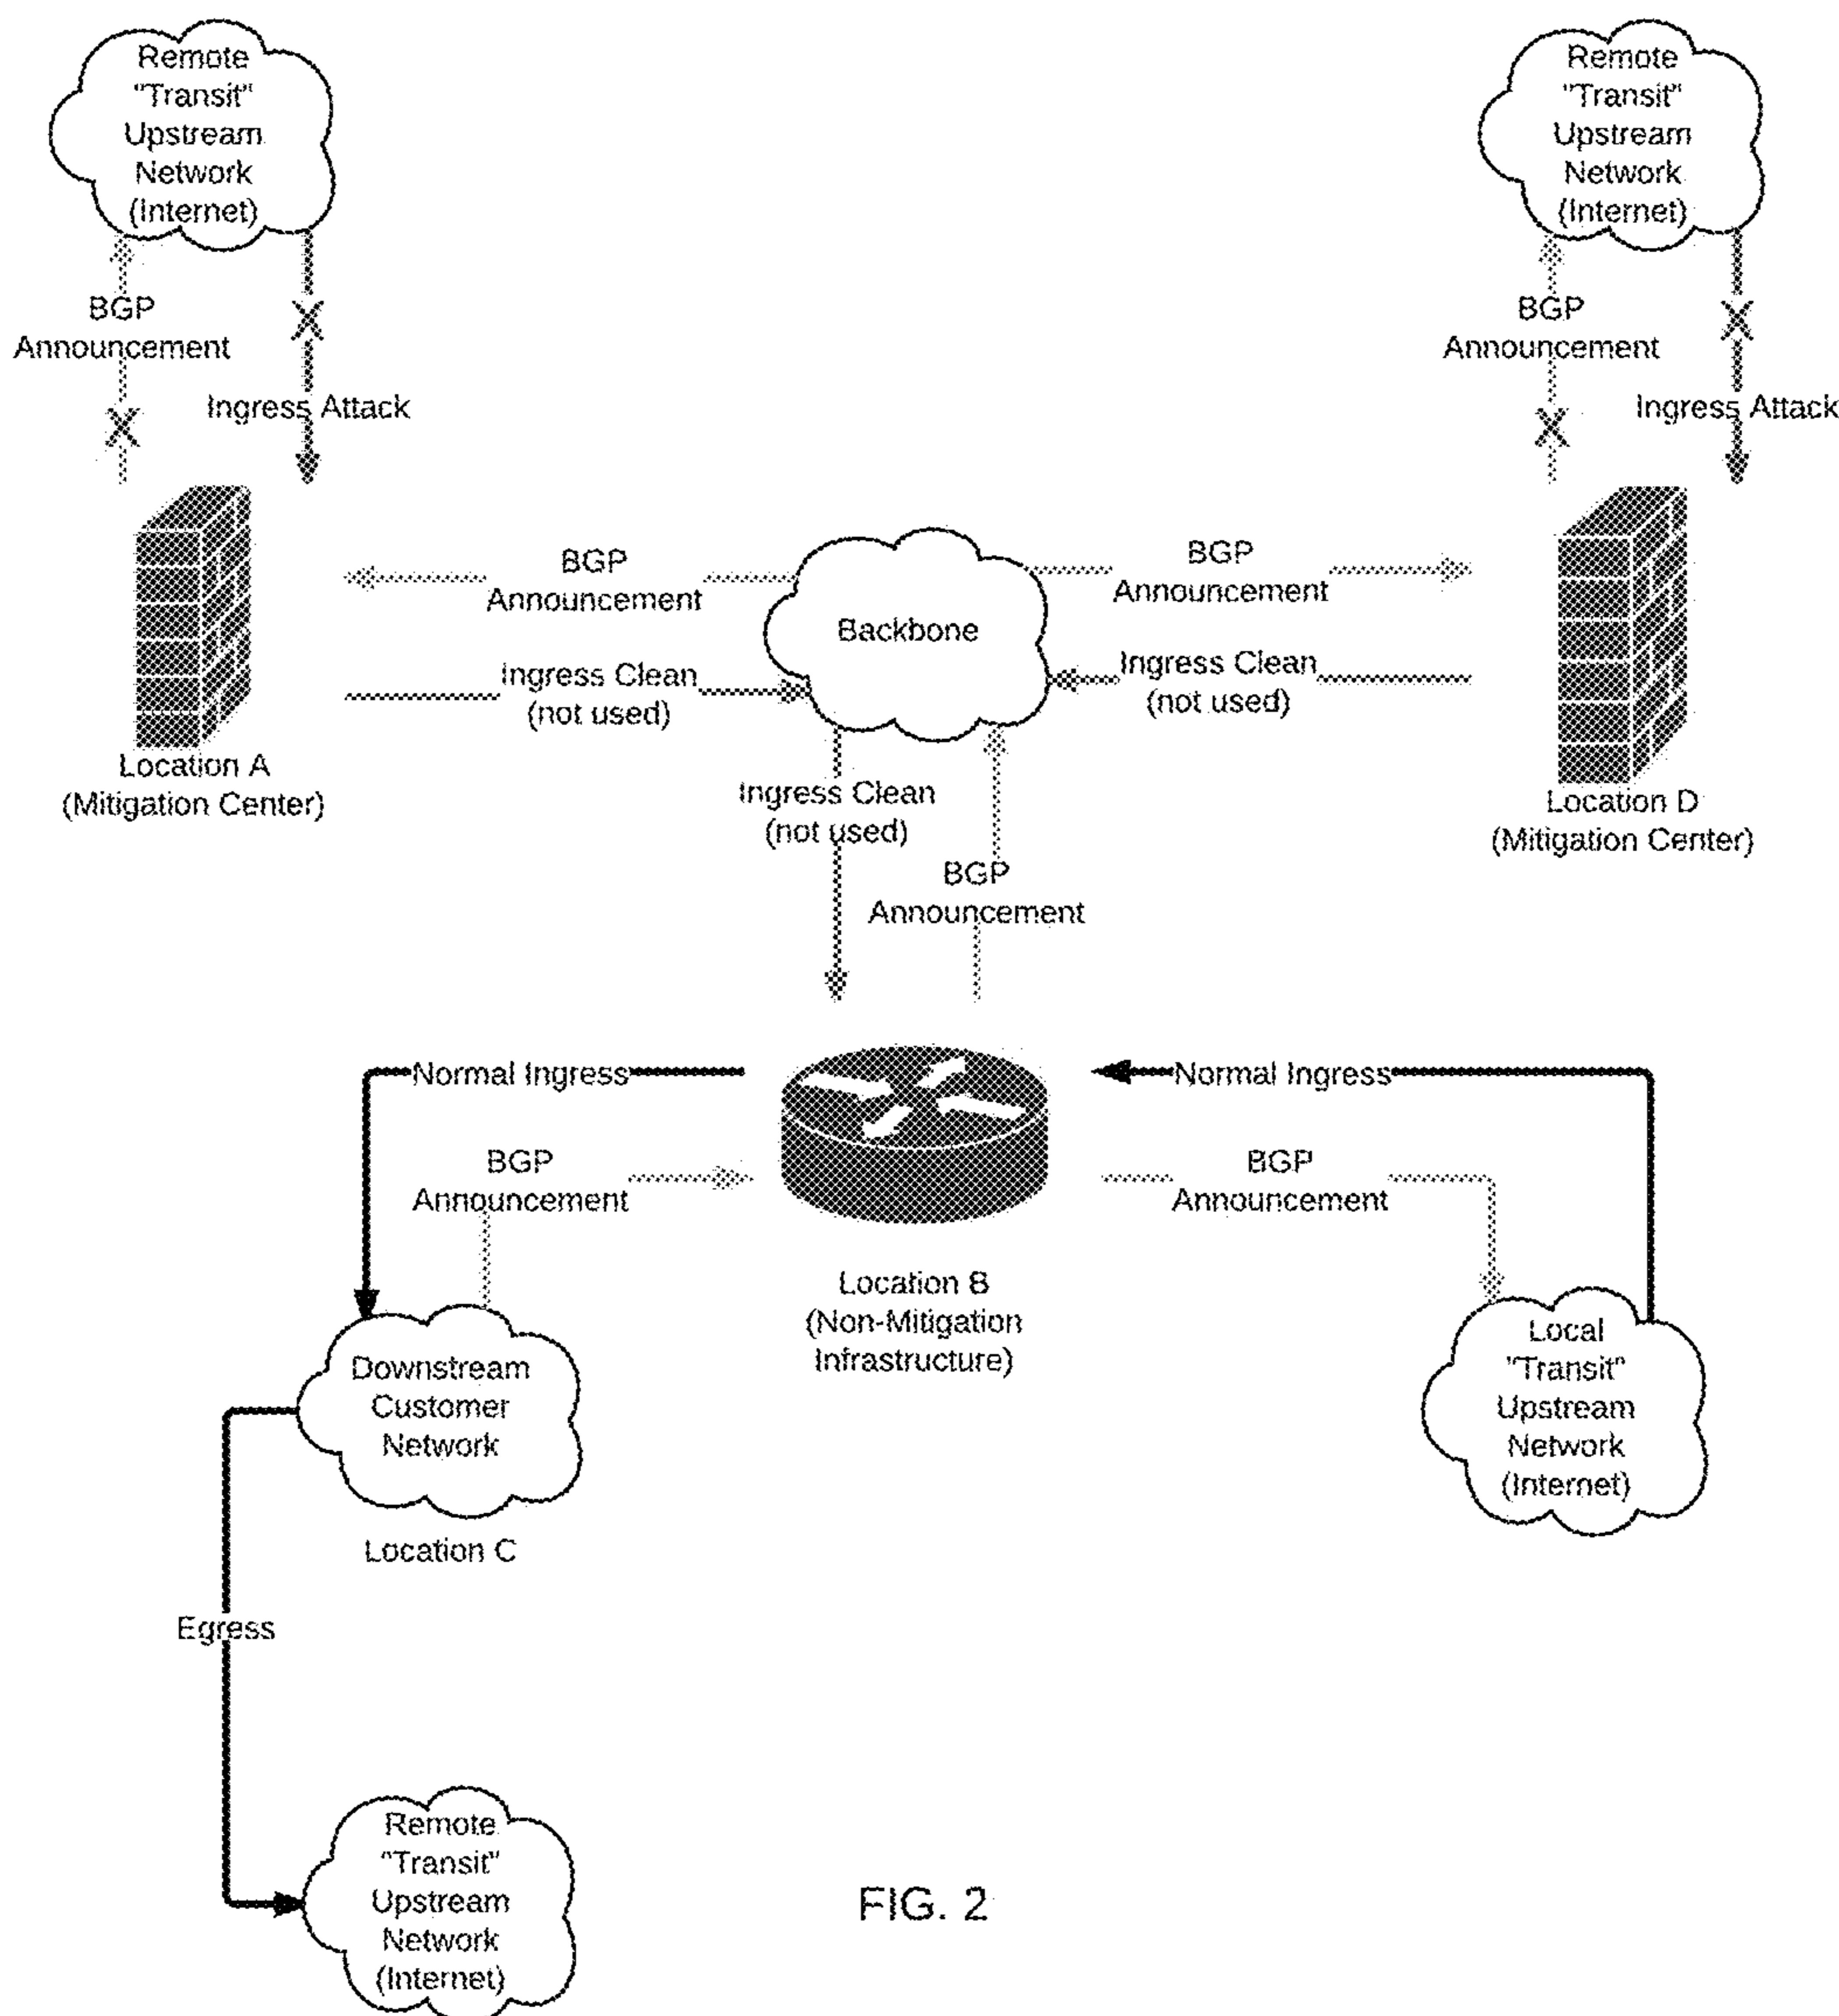 Remote
"Transit"
Upstream
Network
(Internet)
Remote
"Transit"
Upstream
Network
(Internet)
BGP
Announcement
Ingress Attack
BGP
Announcement
Ingress Attack
BGP
Announcement
Backbone
BGP
Announcement
Ingress Clean
(not used)
Ingress Clean
(not used)
Location A
(Mitigation Center)
Location D
(Mitigation Center)
Ingress Clean
(not used)
BGP
Announcement
Normal Ingress
Normal Ingress
BGP
Announcement
BGP
Announcement
Location B
(Non-Mitigation
Infrastructure)
Downstream
Customer
Network
Location C
Local
"Transit"
Upstream
Network
(Internet)
Egress
Remote
"Transit"
Upstream
Network
(Internet)
FIG. 2